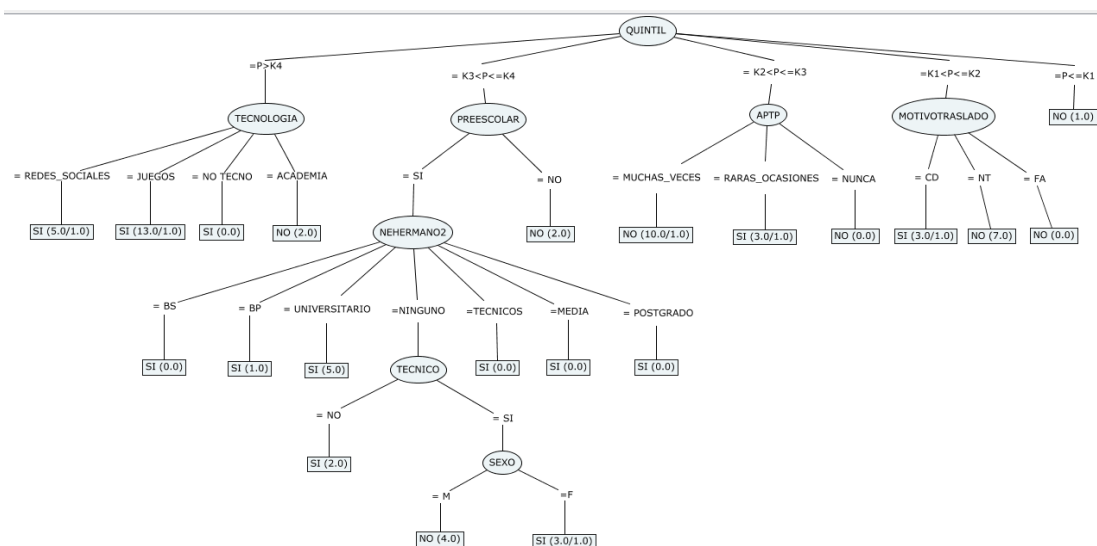 QUINTIL
=P>K4
= K3<P<=K4
= K2<P<=K3
=K1<P<=K2
=P<=K1
TECNOLOGIA
PREESCOLAR
APTP
MOTIVOTRASLADO
NO (1.0)
= REDES_SOCIALES
= JUEGOS
= NO TECNO
= ACADEMIA
= SI
= NO
= MUCHAS_VECES
= RARAS_OCASIONES
= NUNCA
= CD
= NT
= FA
SI (5.0/1.0)
SI (13.0/1.0)
SI (0.0)
NO (2.0)
NEHERMANO2
NO (2.0)
NO (10.0/1.0)
SI (3.0/1.0)
NO (0.0)
SI (3.0/1.0)
NO (7.0)
NO (0.0)
= BS
= BP
= UNIVERSITARIO
=NINGUNO
=TECNICOS
=MEDIA
= POSTGRADO
SI (0.0)
SI (1.0)
SI (5.0)
TECNICO
SI (0.0)
SI (0.0)
SI (0.0)
= NO
= SI
SI (2.0)
SEXO
= M
=F
NO (4.0)
SI (3.0/1.0)